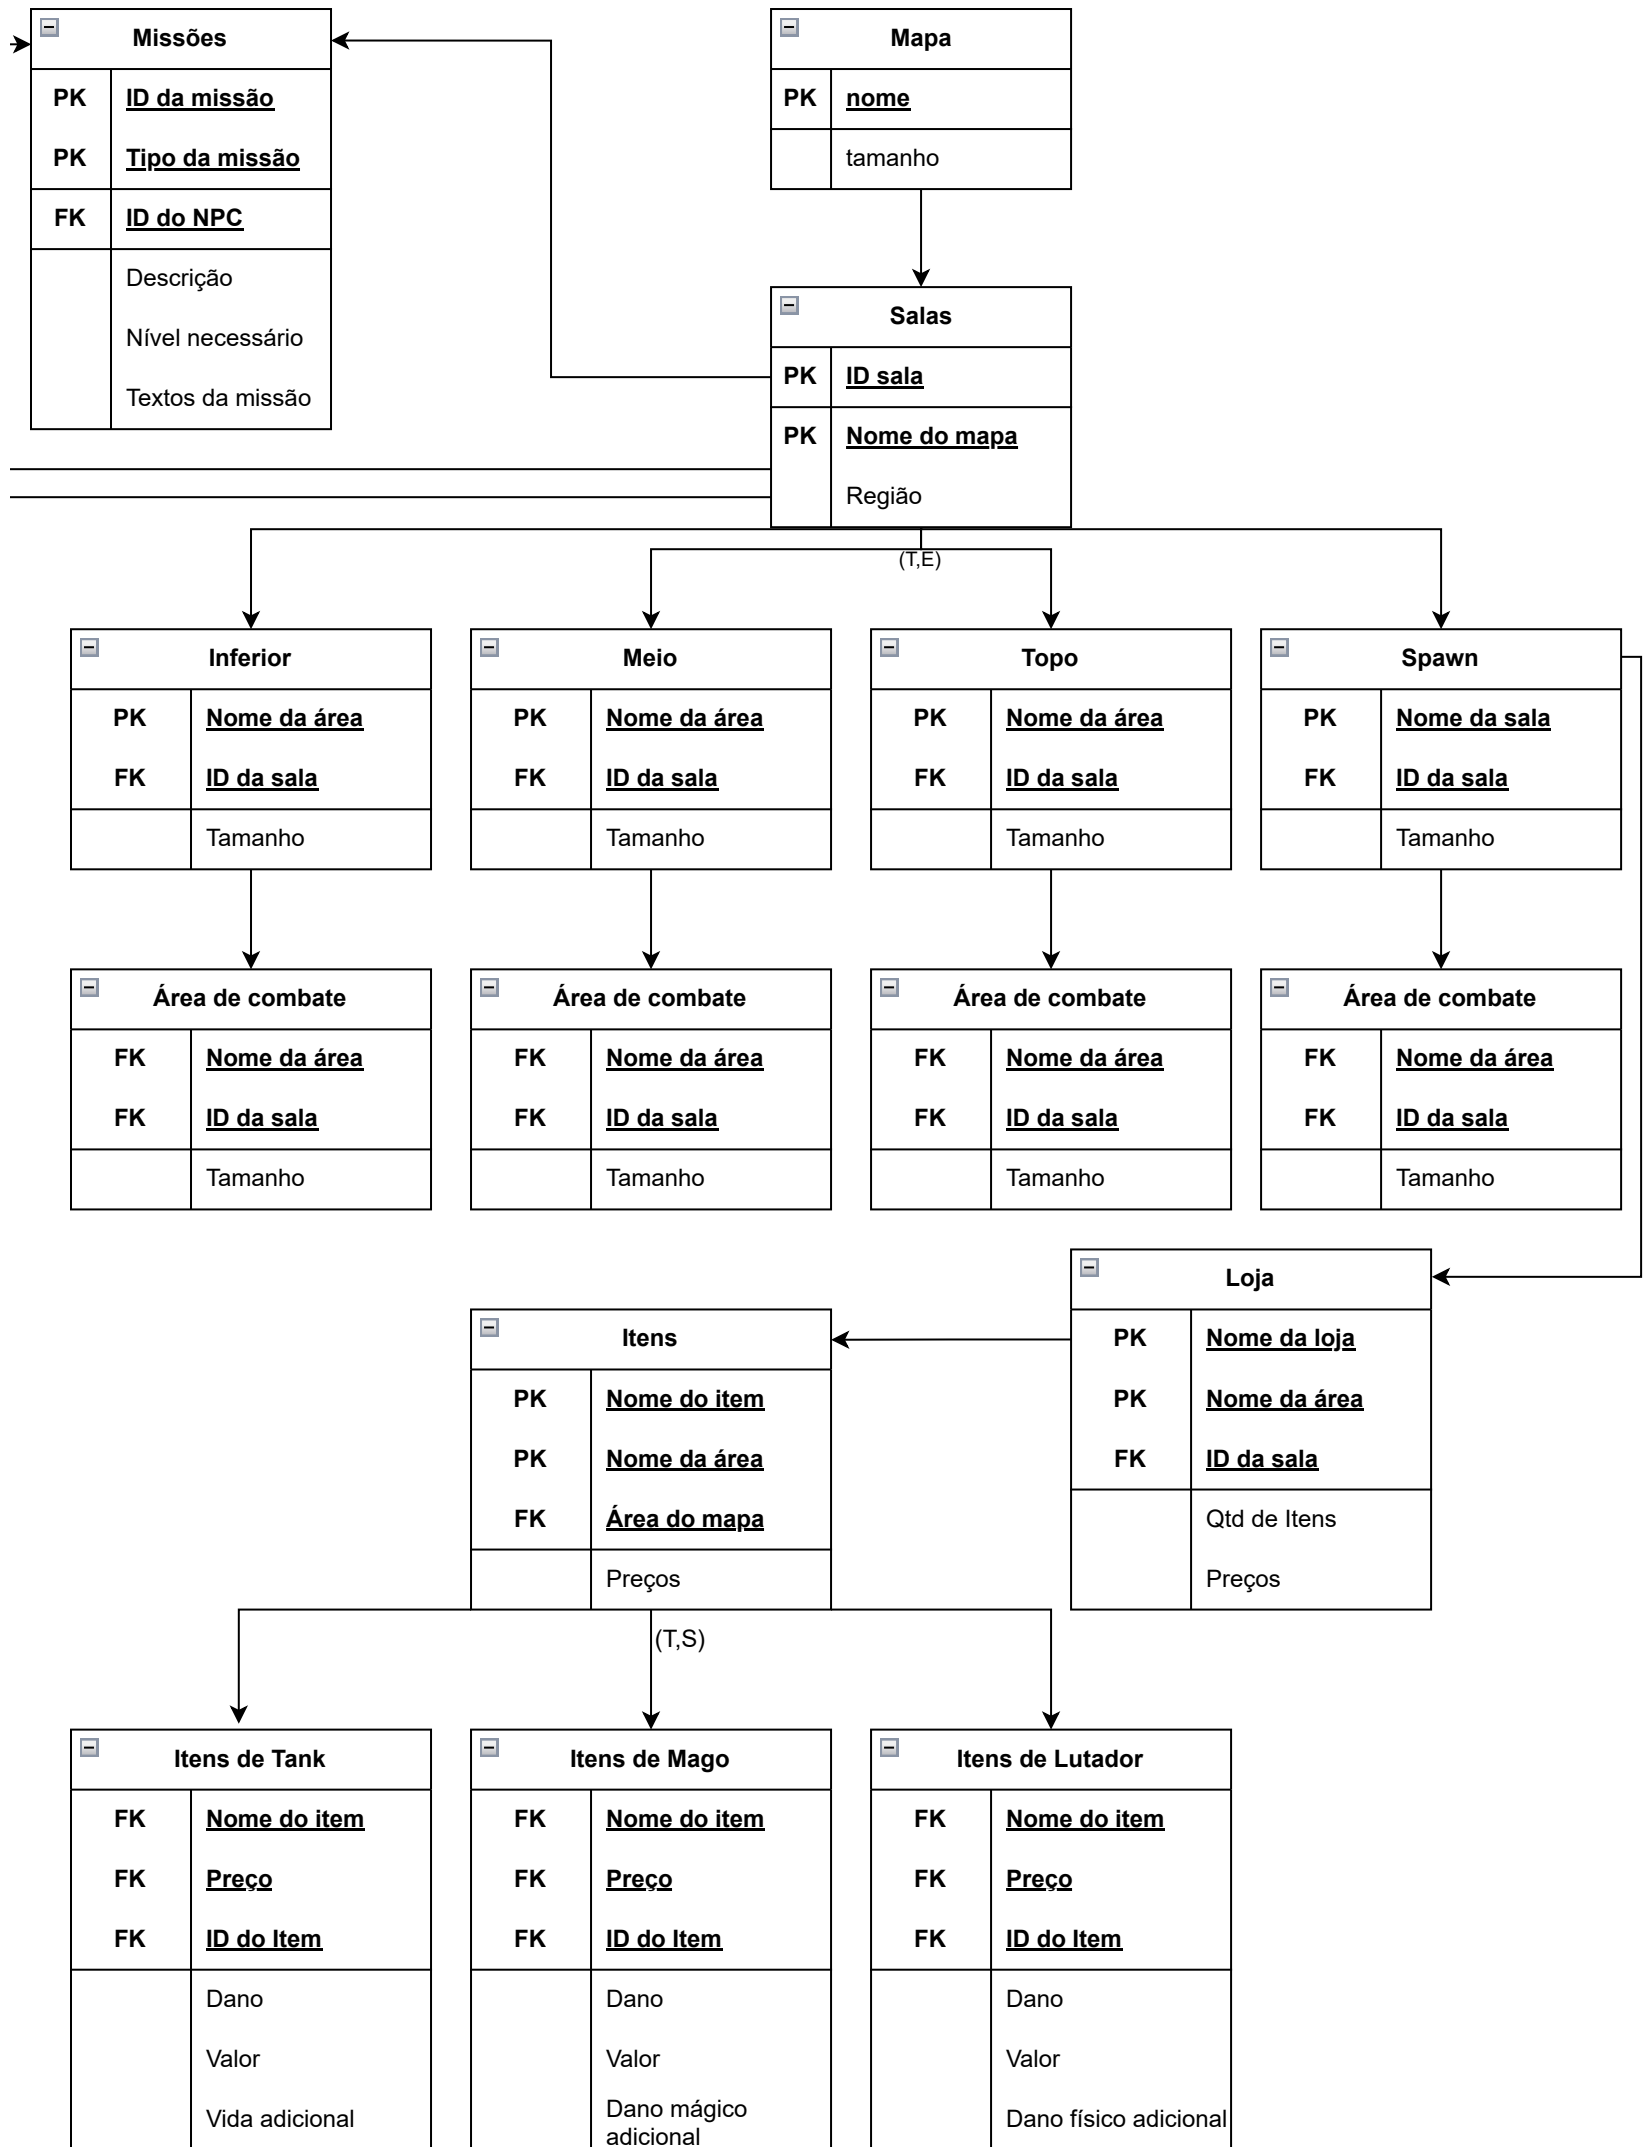 Missões
PK ID da missão
PK Tipo da missão
FK ID do NPC
Descrição
Nível necessário
Textos da missão
Mapa
PK nome
tamanho
Salas
PK ID sala
PK Nome do mapa
Região
(T,E)
Inferior
PK Nome da área
FK ID da sala
Tamanho
Meio
PK Nome da área
FK ID da sala
Tamanho
Topo
PK Nome da área
FK ID da sala
Tamanho
Spawn
PK Nome da sala
FK ID da sala
Tamanho
Área de combate
FK Nome da área
FK ID da sala
Tamanho
Área de combate
FK Nome da área
FK ID da sala
Tamanho
Área de combate
FK Nome da área
FK ID da sala
Tamanho
Área de combate
FK Nome da área
FK ID da sala
Tamanho
Loja
PK Nome da loja
PK Nome da área
FK ID da sala
Qtd de Itens
Preços
Itens
PK Nome do item
PK Nome da área
FK Área do mapa
Preços
(T,S)
Itens de Tank
FK Nome do item
FK Preço
FK ID do Item
Dano
Valor
Vida adicional
Itens de Mago
FK Nome do item
FK Preço
FK ID do Item
Dano
Valor
Dano mágico
adicional
Itens de Lutador
FK Nome do item
FK Preço
FK ID do Item
Dano
Valor
Dano físico adicional